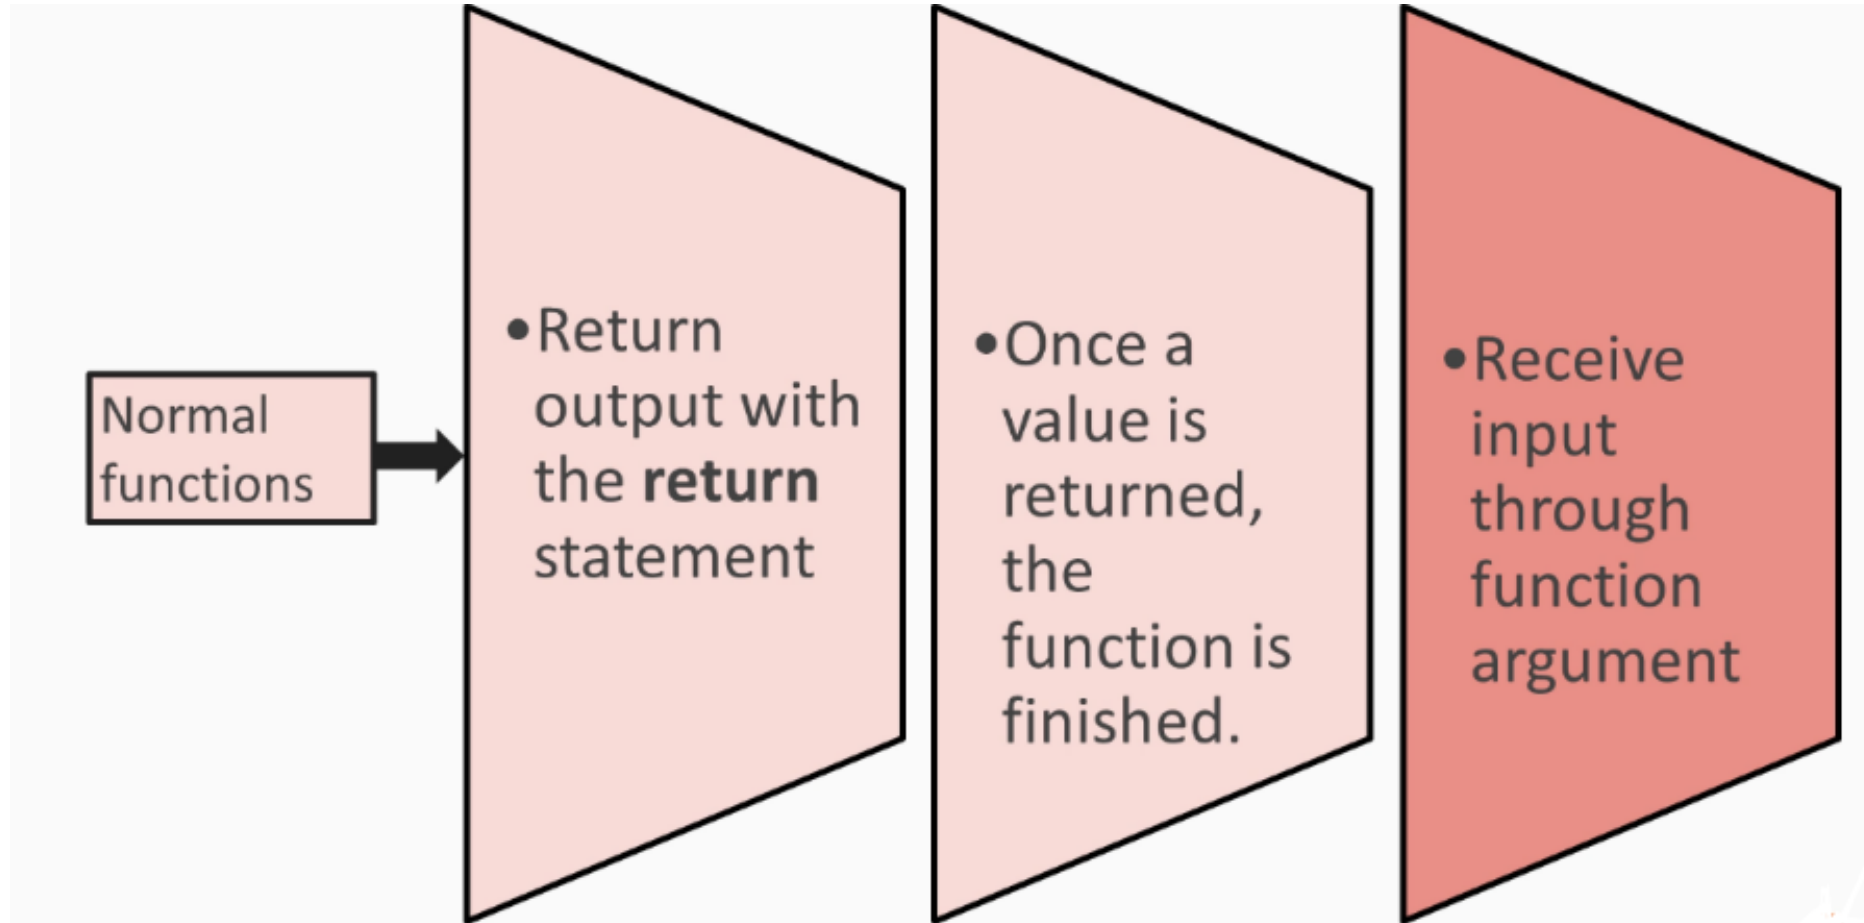 Normal
functions
•Return
output with
the return
statement
•Once a
value is
returned,
the
function is
finished.
•Receive
input
through
function
argument